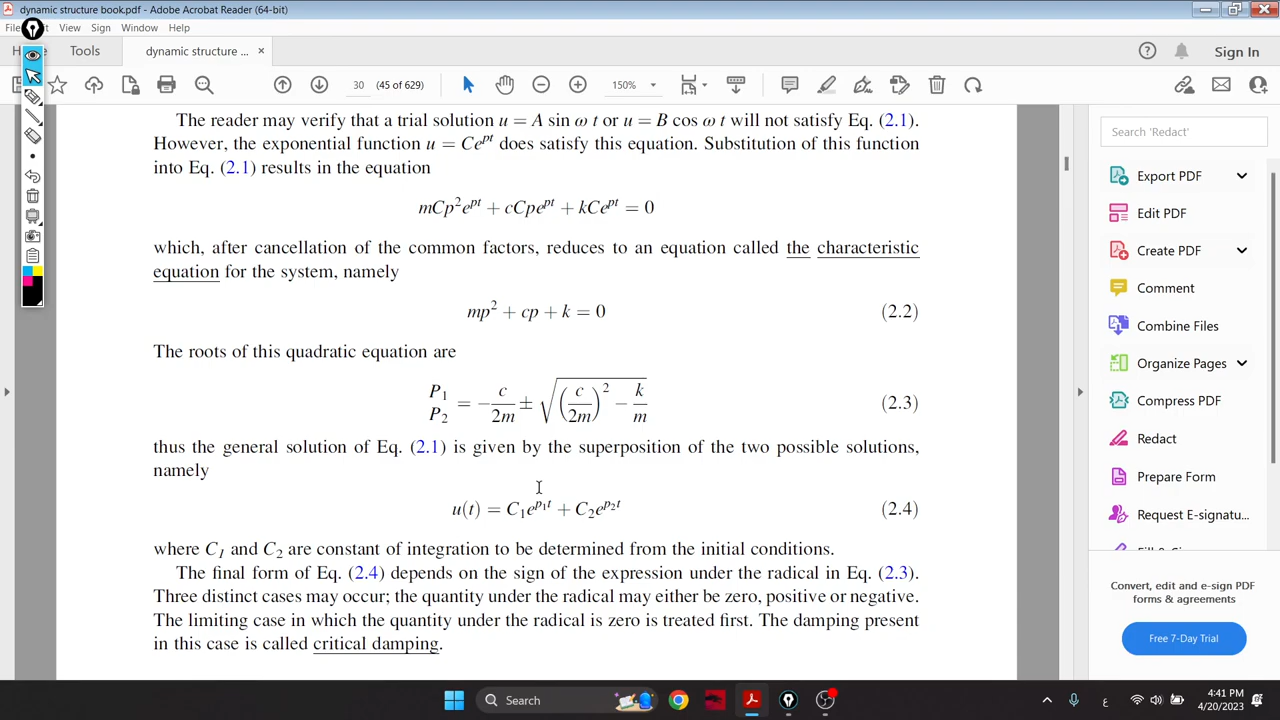 dynamic structure book.pdf - Adobe Acrobat Reader (64-bit)
View Sign Window Help
Tools dynamic structure ... × Sign In
30 (45 of 629) 150%
The reader may verify that a trial solution u = A sin ω t or u = B cos ω t will not satisfy Eq. (2.1).
However, the exponential function u = Ce^{pt} does satisfy this equation. Substitution of this function
into Eq. (2.1) results in the equation
mCp²e^{pt} + cCpe^{pt} + kCe^{pt} = 0
which, after cancellation of the common factors, reduces to an equation called the characteristic
equation for the system, namely
mp² + cp + k = 0 (2.2)
The roots of this quadratic equation are
P₁ P₂ = −c/2m ± √((c/2m)² − k/m) (2.3)
thus the general solution of Eq. (2.1) is given by the superposition of the two possible solutions,
namely
u(t) = C₁e^{p₁t} + C₂e^{p₂t} (2.4)
where C₁ and C₂ are constant of integration to be determined from the initial conditions.
The final form of Eq. (2.4) depends on the sign of the expression under the radical in Eq. (2.3).
Three distinct cases may occur; the quantity under the radical may either be zero, positive or negative.
The limiting case in which the quantity under the radical is zero is treated first. The damping present
in this case is called critical damping.
Search 'Redact'
Export PDF
Edit PDF
Create PDF
Comment
Combine Files
Organize Pages
Compress PDF
Redact
Prepare Form
Request E-signatu...
Convert, edit and e-sign PDF
forms & agreements
Free 7-Day Trial
Search
ع
4:41 PM
4/20/2023